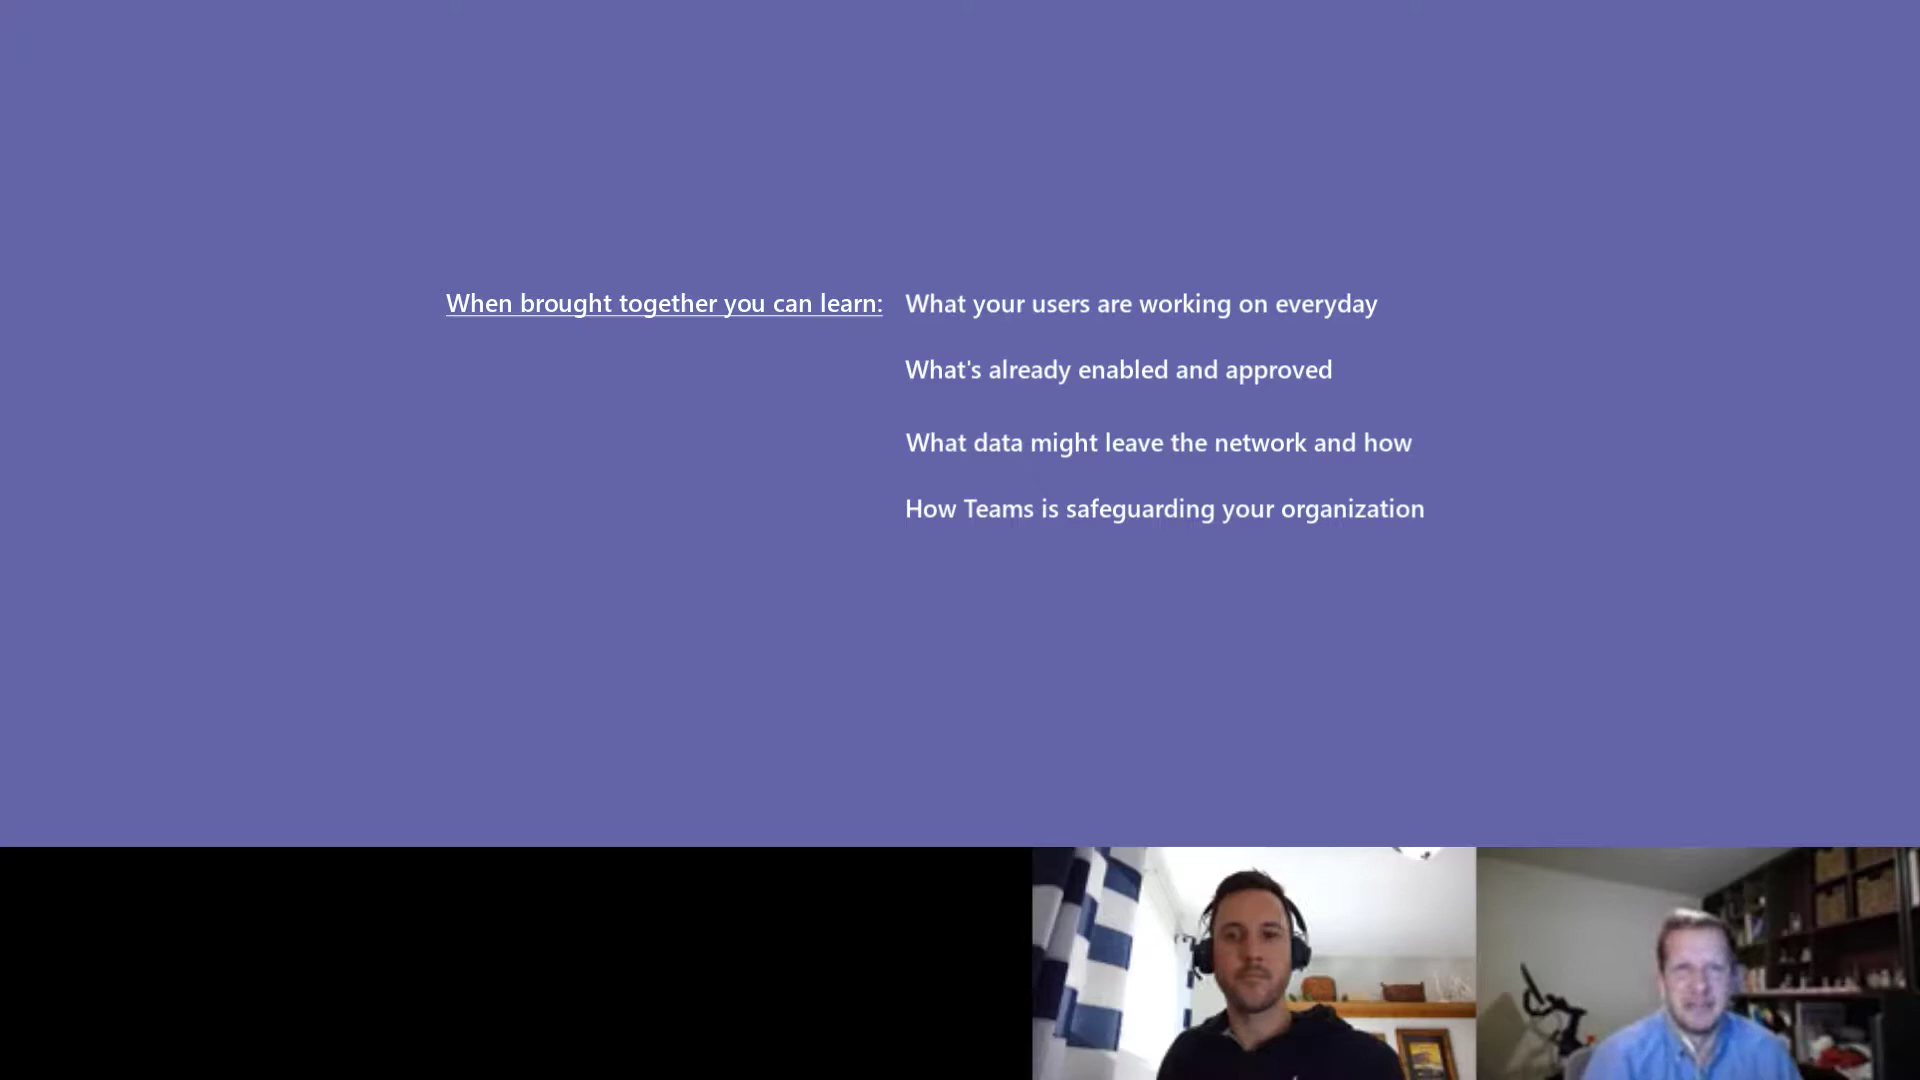 When brought together you can learn: What your users are working on everyday
What's already enabled and approved
What data might leave the network and how
How Teams is safeguarding your organization